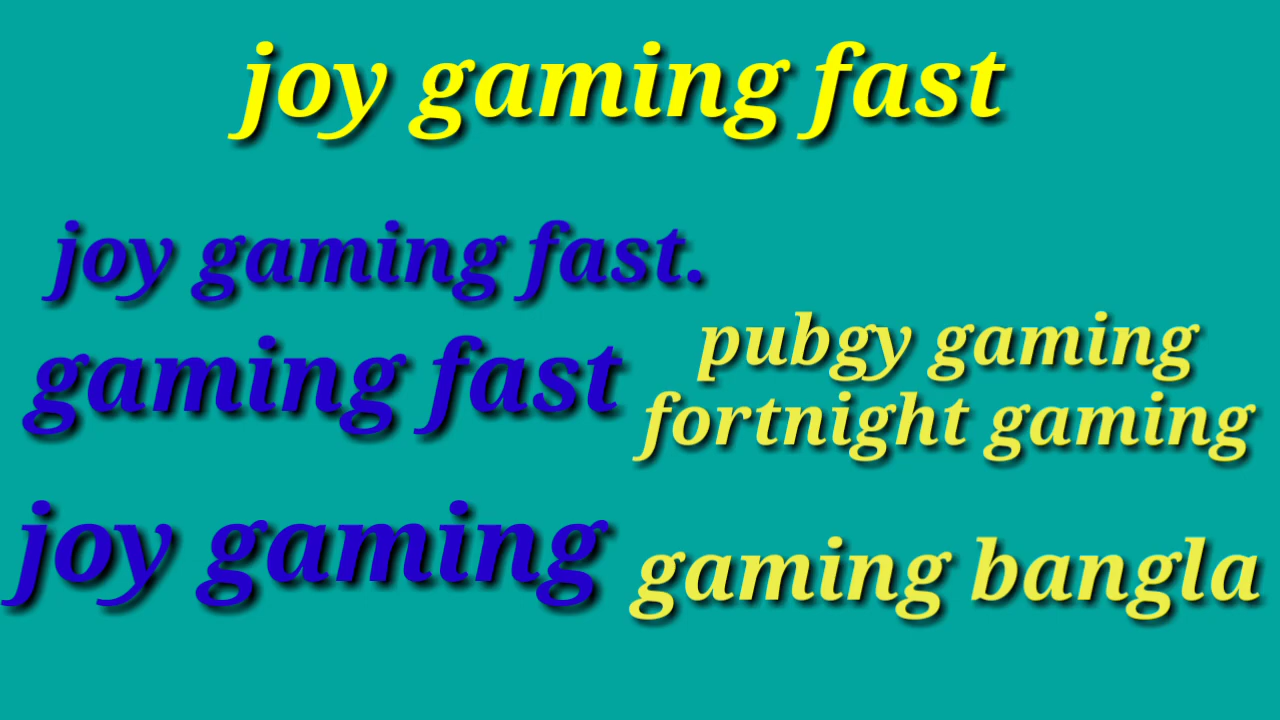 joy gaming fast
joy gaming fast.
gaming fast
joy gaming
pubgy gaming
fortnight gaming
gaming bangla